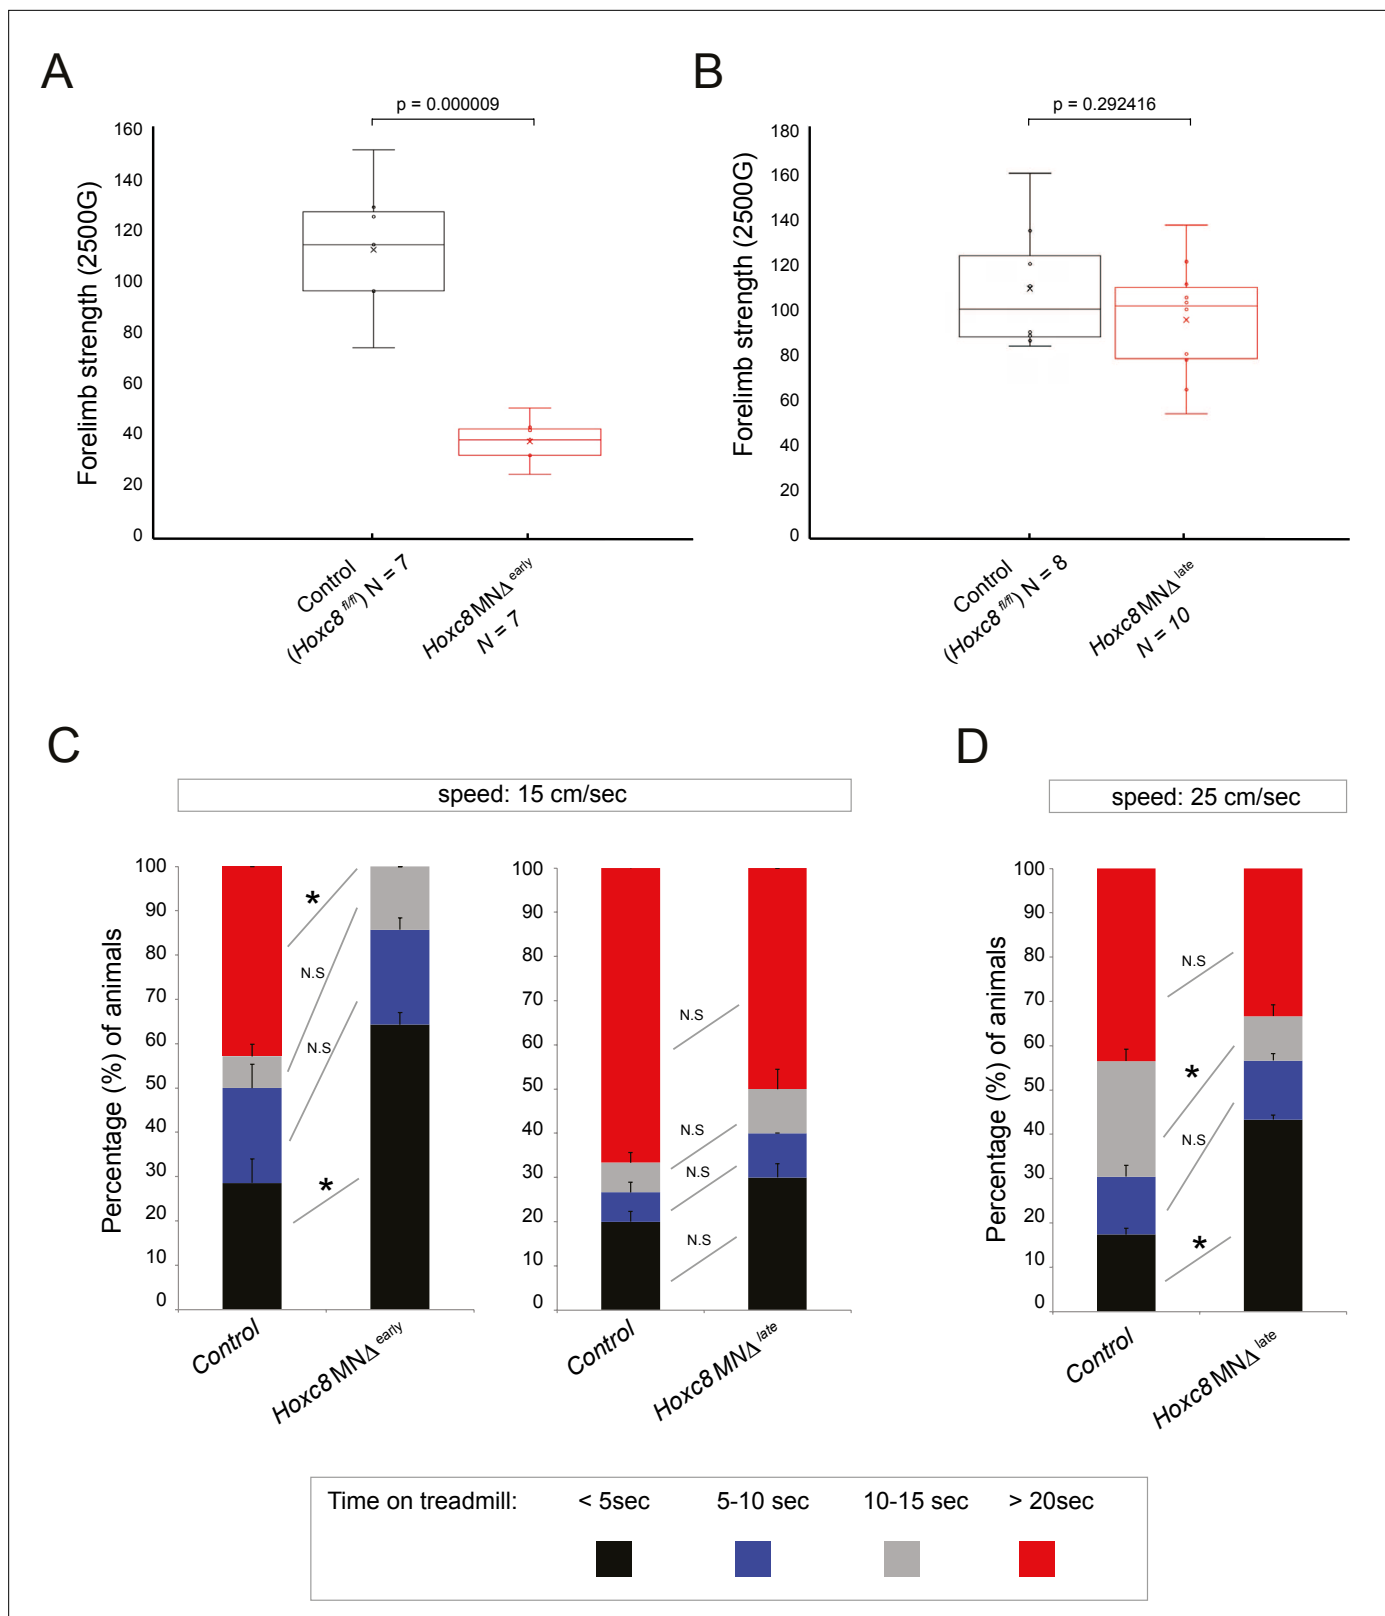 A
p = 0.000009
Forelimb strength (2500G)
160
140
120
100
80
60
40
20
0
Control
(Hoxc8 fl/fl) N = 7
Hoxc8 MNΔ early
N = 7
B
p = 0.292416
Forelimb strength (2500G)
180
160
140
120
100
80
60
40
20
0
Control
(Hoxc8 fl/fl) N = 8
Hoxc8 MNΔ late
N = 10
C
speed: 15 cm/sec
Percentage (%) of animals
100
90
80
70
60
50
40
30
20
10
0
*
N.S
N.S
*
Control
Hoxc8 MNΔ early
100
90
80
70
60
50
40
30
20
10
0
N.S
N.S
N.S
N.S
Control
Hoxc8 MNΔ late
D
speed: 25 cm/sec
Percentage (%) of animals
100
90
80
70
60
50
40
30
20
10
0
N.S
*
N.S
*
Control
Hoxc8 MNΔ late
Time on treadmill: < 5sec 5-10 sec 10-15 sec > 20sec